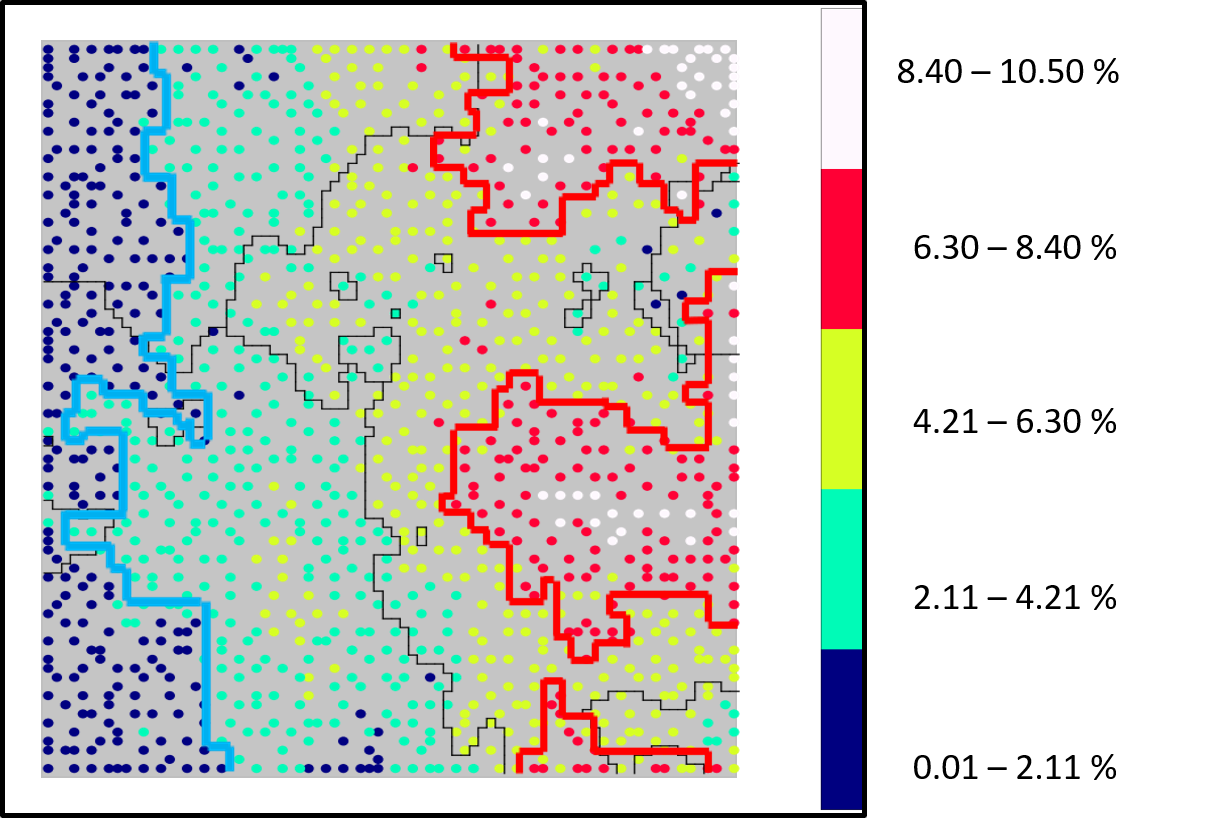 8.40 – 10.50 %
6.30 – 8.40 %
4.21 – 6.30 %
2.11 – 4.21 %
0.01 – 2.11 %